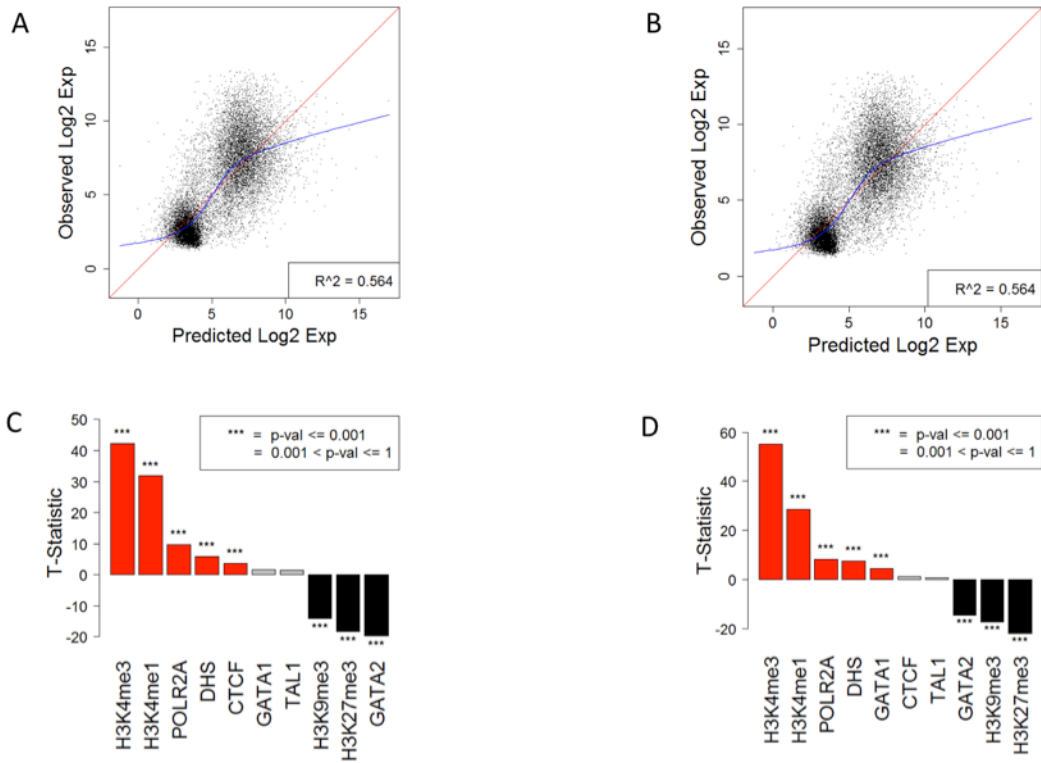 A
Observed Log2 Exp
15
10
5
0
R^2 = 0.564
0 5 10 15
Predicted Log2 Exp
B
Observed Log2 Exp
15
10
5
0
R^2 = 0.564
0 5 10 15
Predicted Log2 Exp
C
T-Statistic
50
40
30
20
10
0
-10
-20
*** = p-val <= 0.001
= 0.001 < p-val <= 1
*** *** *** *** ***
*** *** ***
H3K4me3 H3K4me1 POLR2A DHS CTCF GATA1 TAL1 H3K9me3 H3K27me3 GATA2
D
T-Statistic
60
40
20
0
-20
*** = p-val <= 0.001
= 0.001 < p-val <= 1
*** *** *** *** ***
*** *** ***
H3K4me3 H3K4me1 POLR2A DHS GATA1 CTCF TAL1 GATA2 H3K9me3 H3K27me3